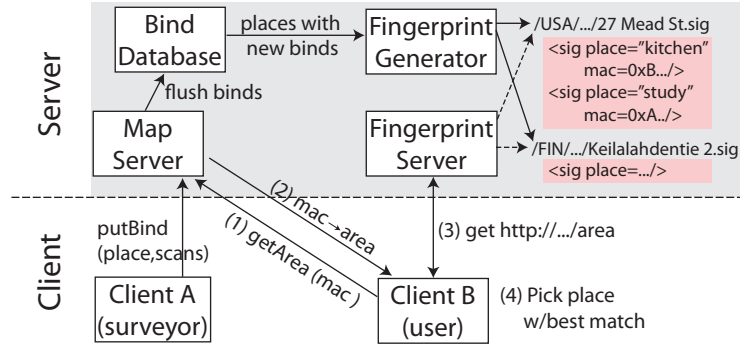 Server
Bind
Database
places with
new binds
Fingerprint
Generator
/USA/.../27 Mead St.sig
<sig place="kitchen"
mac=0xB.../>
<sig place="study"
mac=0xA../>
flush binds
Map
Server
Fingerprint
Server
/FIN/.../Keilalahdentie 2.sig
<sig place=.../>
Client
putBind
(place,scans)
(2) mac→area
(1) getArea (mac )
(3) get http://.../area
Client A
(surveyor)
Client B
(user)
(4) Pick place
w/best match